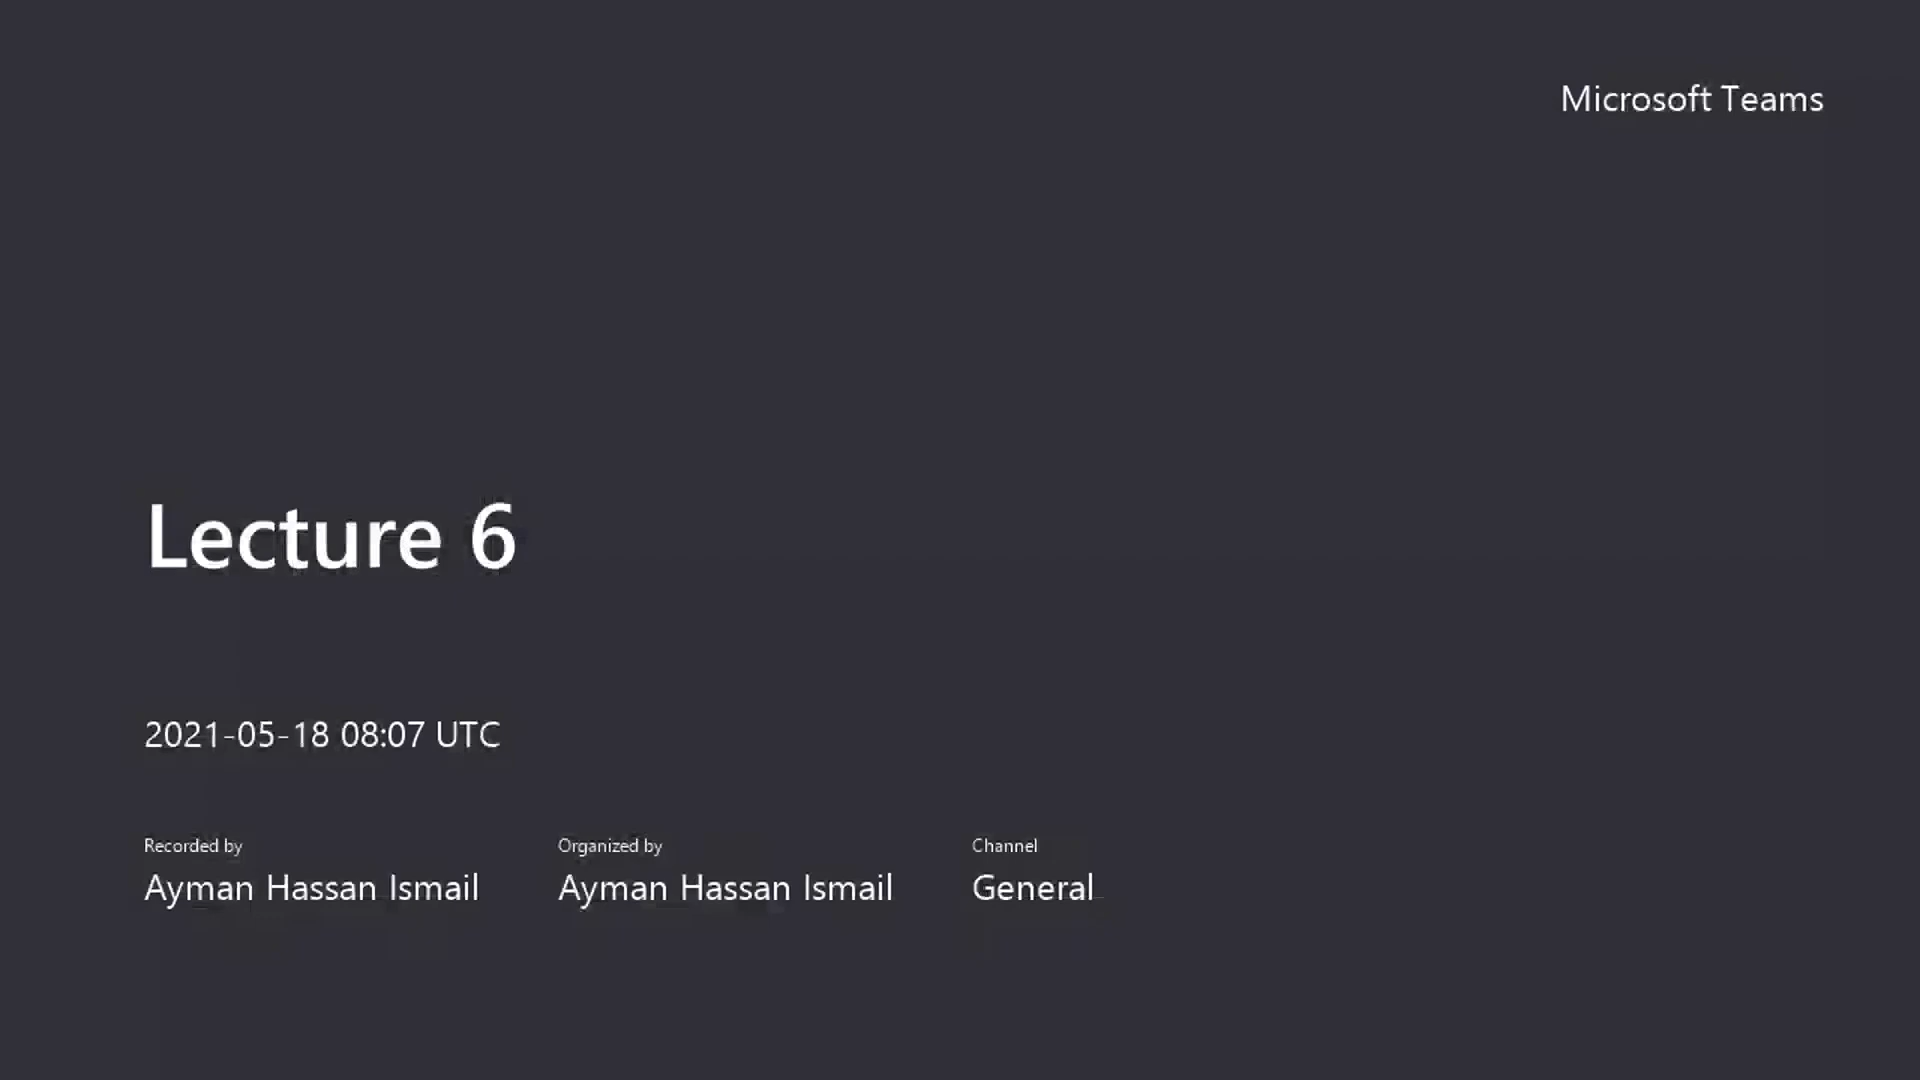 Microsoft Teams
Lecture 6
2021-05-18 08:07 UTC
Recorded by Organized by Channel
Ayman Hassan Ismail Ayman Hassan Ismail General